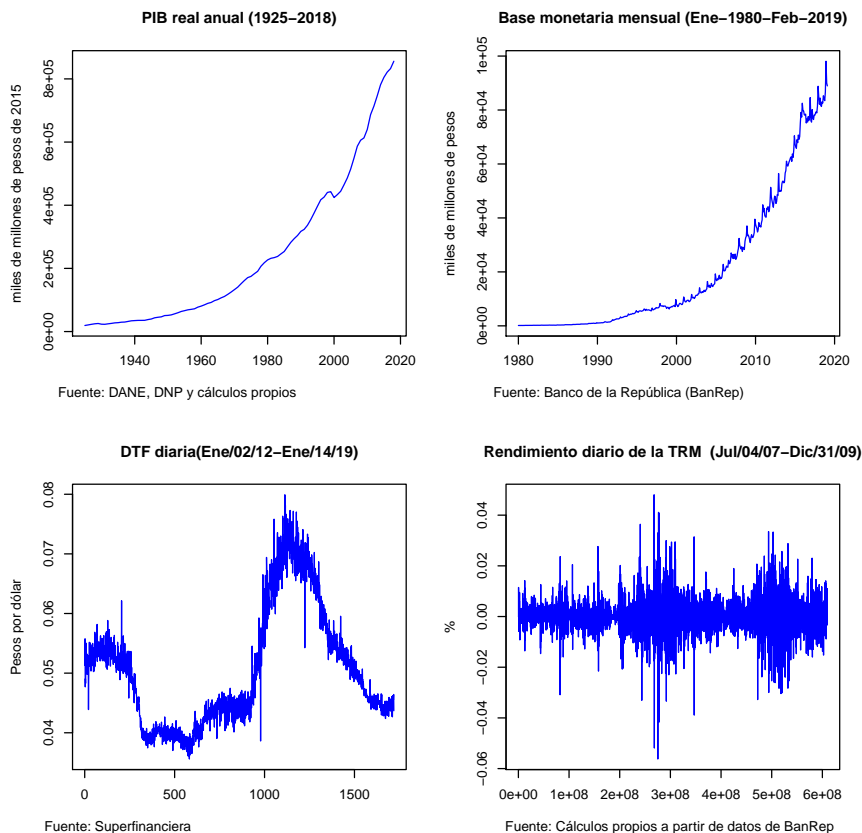 PIB real anual (1925−2018)
miles de millones de pesos de 2015
0e+00 2e+05 4e+05 6e+05 8e+05
1940 1960 1980 2000 2020
Fuente: DANE, DNP y cálculos propios
Base monetaria mensual (Ene−1980−Feb−2019)
miles de millones de pesos
0e+00 2e+04 4e+04 6e+04 8e+04 1e+05
1980 1990 2000 2010 2020
Fuente: Banco de la República (BanRep)
DTF diaria(Ene/02/12−Ene/14/19)
Pesos por dólar
0.04 0.05 0.06 0.07 0.08
0 500 1000 1500
Fuente: Superfinanciera
Rendimiento diario de la TRM (Jul/04/07−Dic/31/09)
%
−0.06 −0.04 −0.02 0.00 0.02 0.04
0e+00 1e+08 2e+08 3e+08 4e+08 5e+08 6e+08
Fuente: Cálculos propios a partir de datos de BanRep